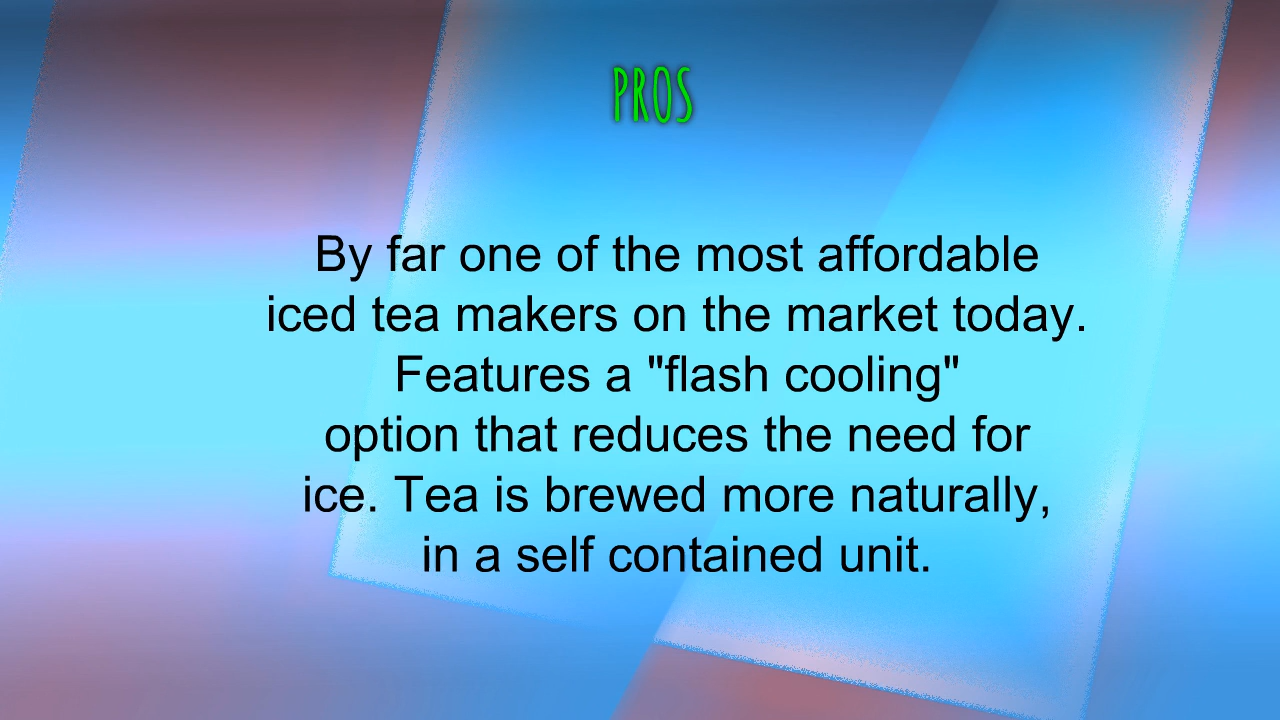 PROS
By far one of the most affordable
iced tea makers on the market today.
Features a "flash cooling"
option that reduces the need for
ice. Tea is brewed more naturally,
in a self contained unit.